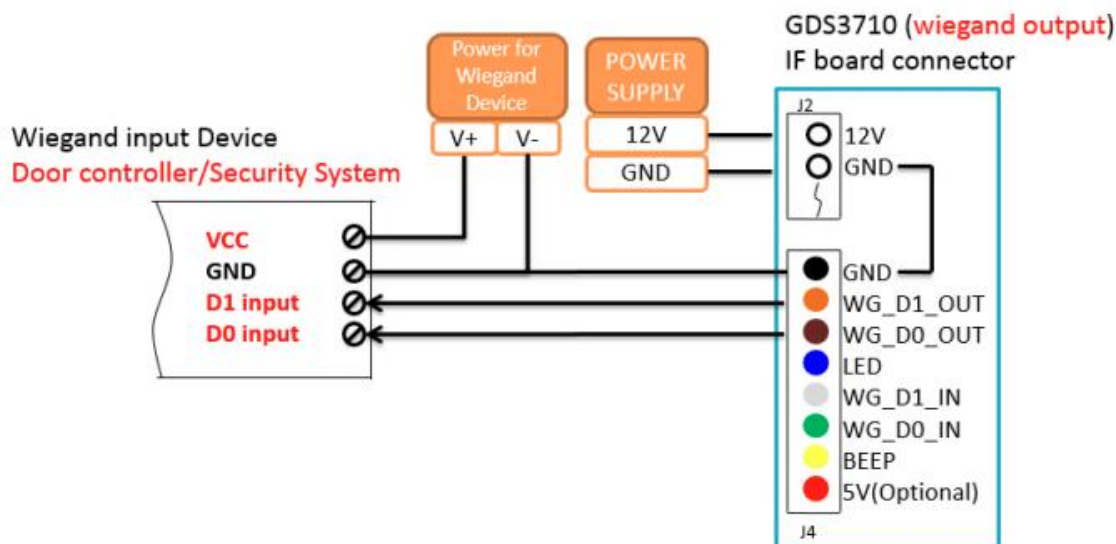 GDS3710 (wiegand output)
IF board connector
Power for
Wiegand
Device
V+ V-
POWER
SUPPLY
12V
GND
J2
12V
GND
Wiegand input Device
Door controller/Security System
VCC
GND
D1 input
D0 input
GND
WG_D1_OUT
WG_D0_OUT
LED
WG_D1_IN
WG_D0_IN
BEEP
5V(Optional)
J4